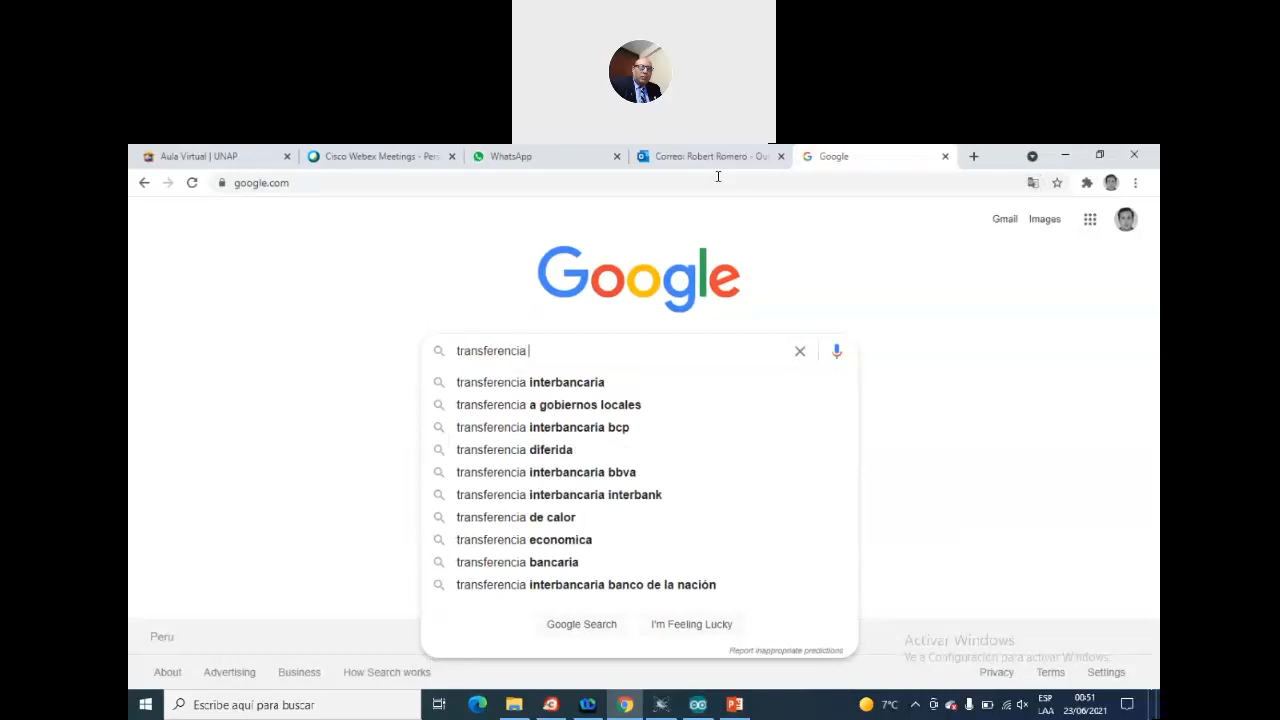 Aula Virtual | UNAP
Cisco Webex Meetings - Pers
WhatsApp
Correo: Robert Romero - Ou
Google
google.com
Gmail Images
Google
transferencia
transferencia interbancaria
transferencia a gobiernos locales
transferencia interbancaria bcp
transferencia diferida
transferencia interbancaria bbva
transferencia interbancaria interbank
transferencia de calor
transferencia economica
transferencia bancaria
transferencia interbancaria banco de la nación
Google Search I'm Feeling Lucky
Report inappropriate predictions
Peru
Activar Windows
Ve a Configuración para activar Windows.
About Advertising Business How Search works Privacy Terms Settings
Escribe aquí para buscar
7°C
ESP
LAA
00:51
23/06/2021